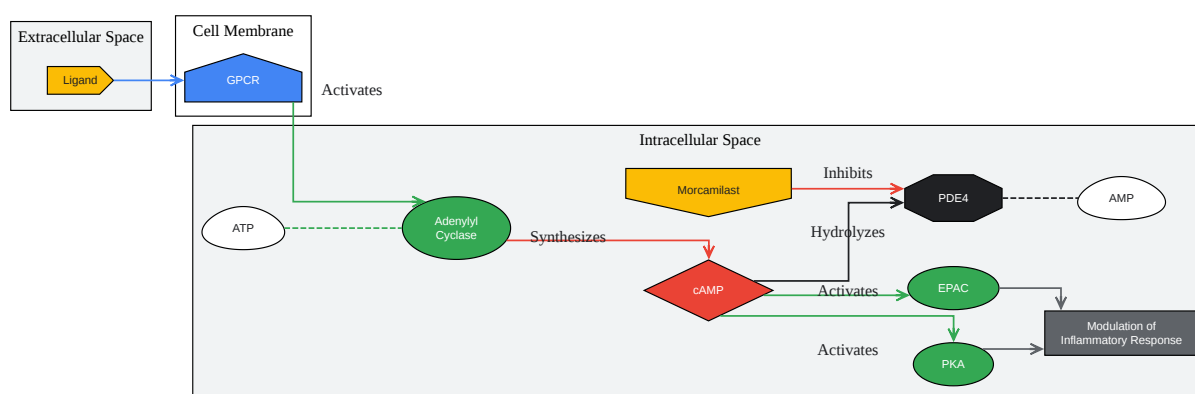 Extracellular Space
Ligand
Cell Membrane
GPCR
Activates
Intracellular Space
Morcamilast
Inhibits
PDE4
AMP
ATP
Adenylyl
Cyclase
Synthesizes
Hydrolyzes
cAMP
Activates
EPAC
Modulation of
Inflammatory Response
Activates
PKA